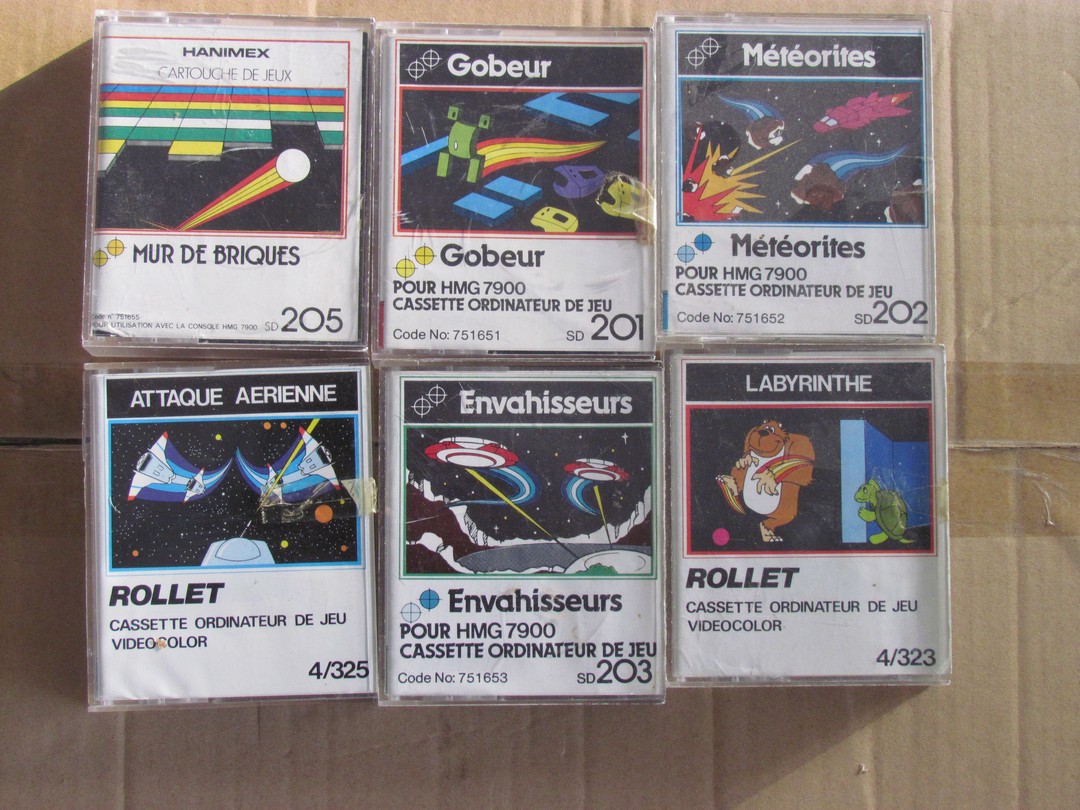 HANIMEX
CARTOUCHE DE JEUX
MUR DE BRIQUES
Code n° 751655
POUR UTILISATION AVEC LA CONSOLE HMG 7900 SD 205
Gobeur
Gobeur
POUR HMG 7900
CASSETTE ORDINATEUR DE JEU
Code No: 751651 SD 201
Météorites
Météorites
POUR HMG 7900
CASSETTE ORDINATEUR DE JEU
Code No: 751652 SD 202
ATTAQUE AERIENNE
ROLLET
CASSETTE ORDINATEUR DE JEU
VIDEOCOLOR
4/325
Envahisseurs
Envahisseurs
POUR HMG 7900
CASSETTE ORDINATEUR DE JEU
Code No: 751653 SD 203
LABYRINTHE
ROLLET
CASSETTE ORDINATEUR DE JEU
VIDEOCOLOR
4/323